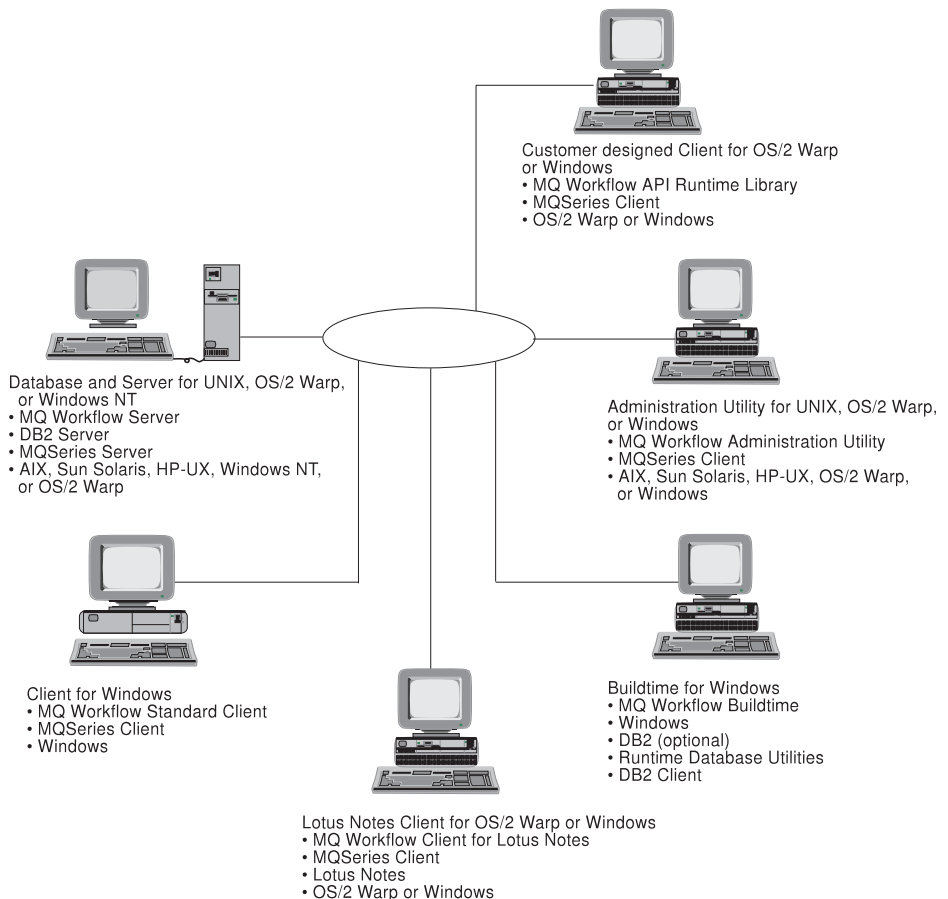 Customer designed Client for OS/2 Warp
or Windows
• MQ Workflow API Runtime Library
• MQSeries Client
• OS/2 Warp or Windows
Database and Server for UNIX, OS/2 Warp,
or Windows NT
• MQ Workflow Server
• DB2 Server
• MQSeries Server
• AIX, Sun Solaris, HP-UX, Windows NT,
or OS/2 Warp
Administration Utility for UNIX, OS/2 Warp,
or Windows
• MQ Workflow Administration Utility
• MQSeries Client
• AIX, Sun Solaris, HP-UX, OS/2 Warp,
or Windows
Client for Windows
• MQ Workflow Standard Client
• MQSeries Client
• Windows
Buildtime for Windows
• MQ Workflow Buildtime
• Windows
• DB2 (optional)
• Runtime Database Utilities
• DB2 Client
Lotus Notes Client for OS/2 Warp or Windows
• MQ Workflow Client for Lotus Notes
• MQSeries Client
• Lotus Notes
• OS/2 Warp or Windows